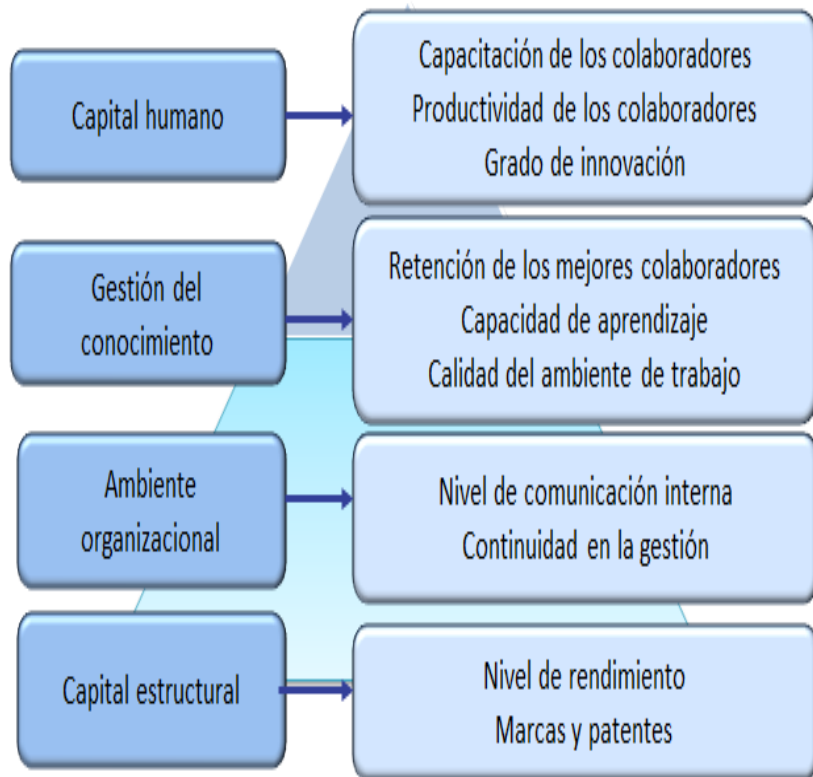 Capital humano
Capacitación de los colaboradores
Productividad de los colaboradores
Grado de innovación
Gestión del
conocimiento
Retención de los mejores colaboradores
Capacidad de aprendizaje
Calidad del ambiente de trabajo
Ambiente
organizacional
Nivel de comunicación interna
Continuidad en la gestión
Capital estructural
Nivel de rendimiento
Marcas y patentes